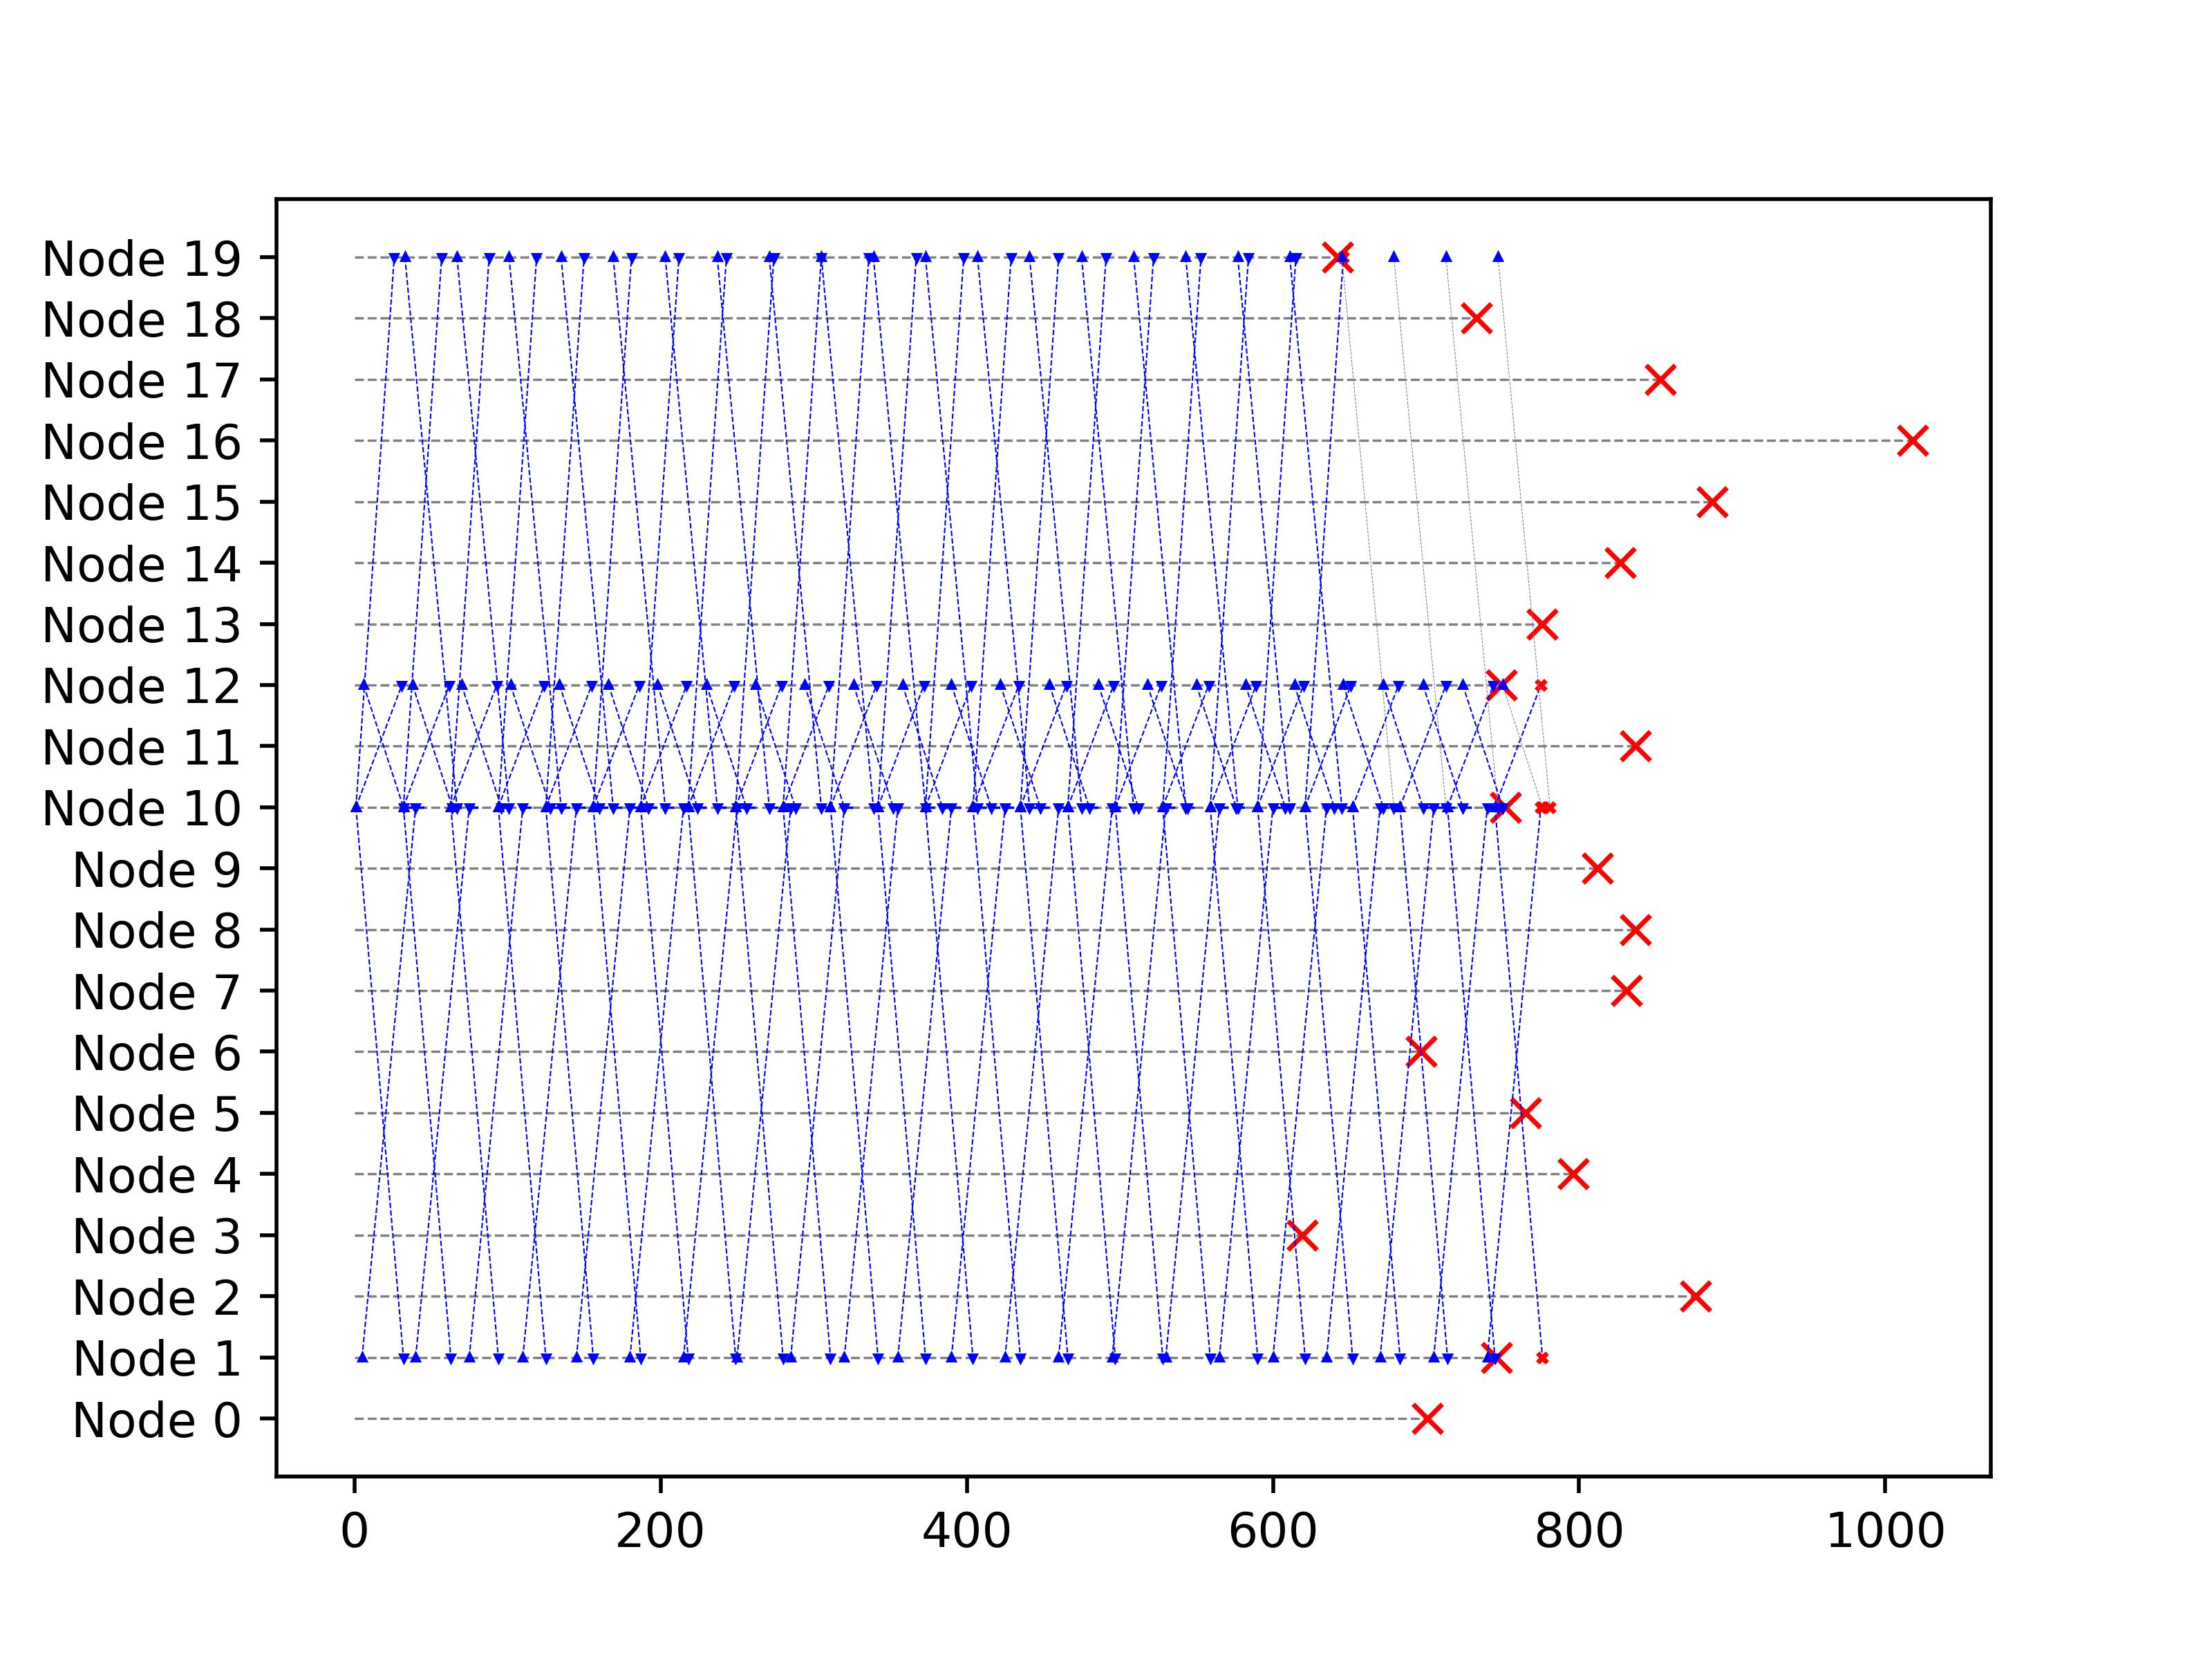 Node 19
Node 18
Node 17
Node 16
Node 15
Node 14
Node 13
Node 12
Node 11
Node 10
Node 9
Node 8
Node 7
Node 6
Node 5
Node 4
Node 3
Node 2
Node 1
Node 0
0 200 400 600 800 1000